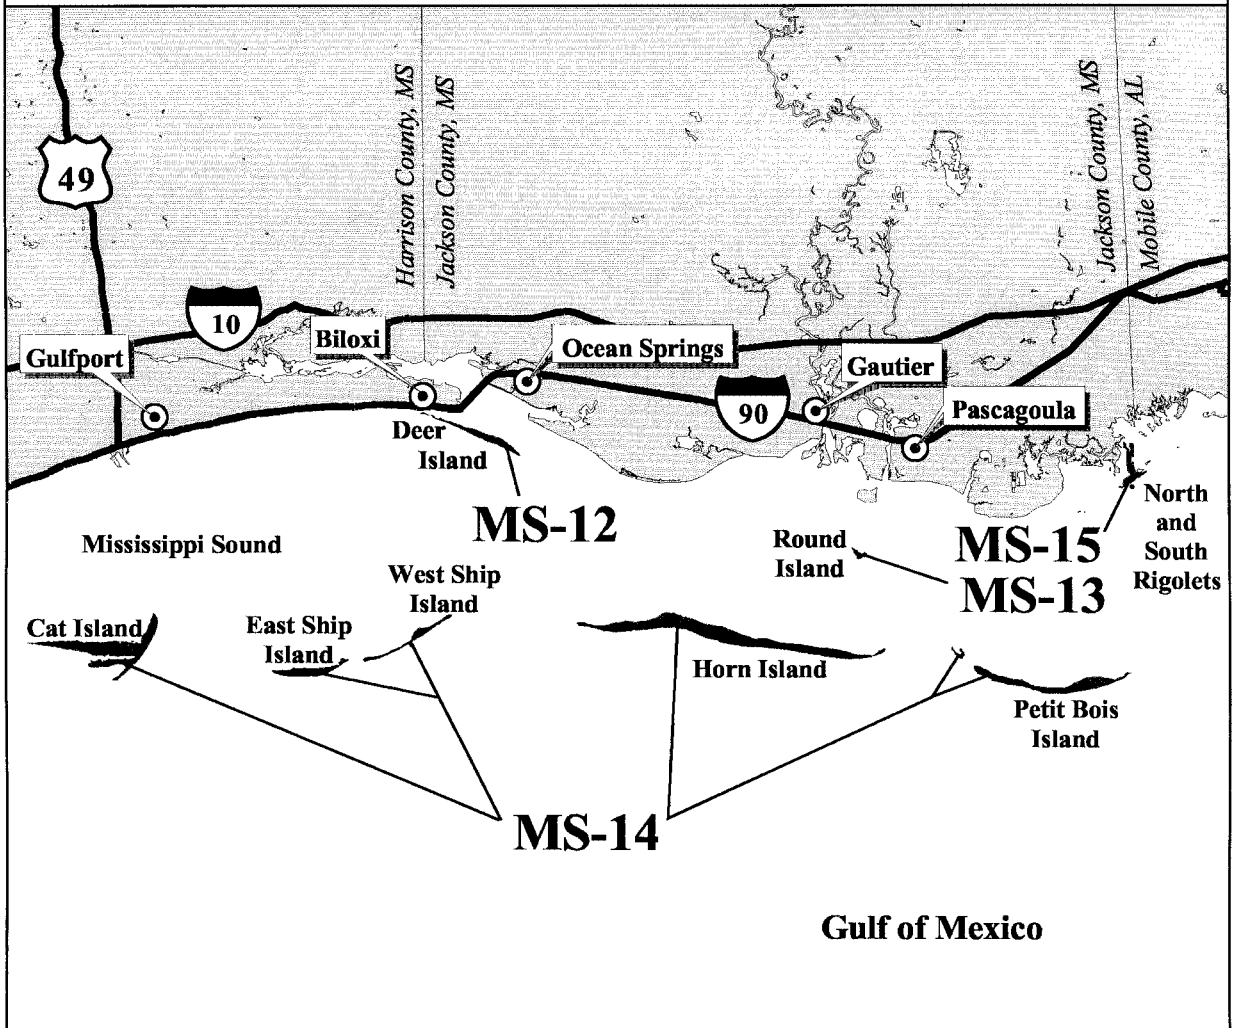 Harrison County, MS
Jackson County, MS
Jackson County, MS
Mobile County, AL
49
10
Biloxi
Gulfport
Ocean Springs
Gautier
90
Pascagoula
Deer
Island
MS-12
North
and
South
Rigolets
MS-15
Mississippi Sound
Round
Island
MS-13
West Ship
Island
Cat Island
East Ship
Island
Horn Island
Petit Bois
Island
MS-14
Gulf of Mexico